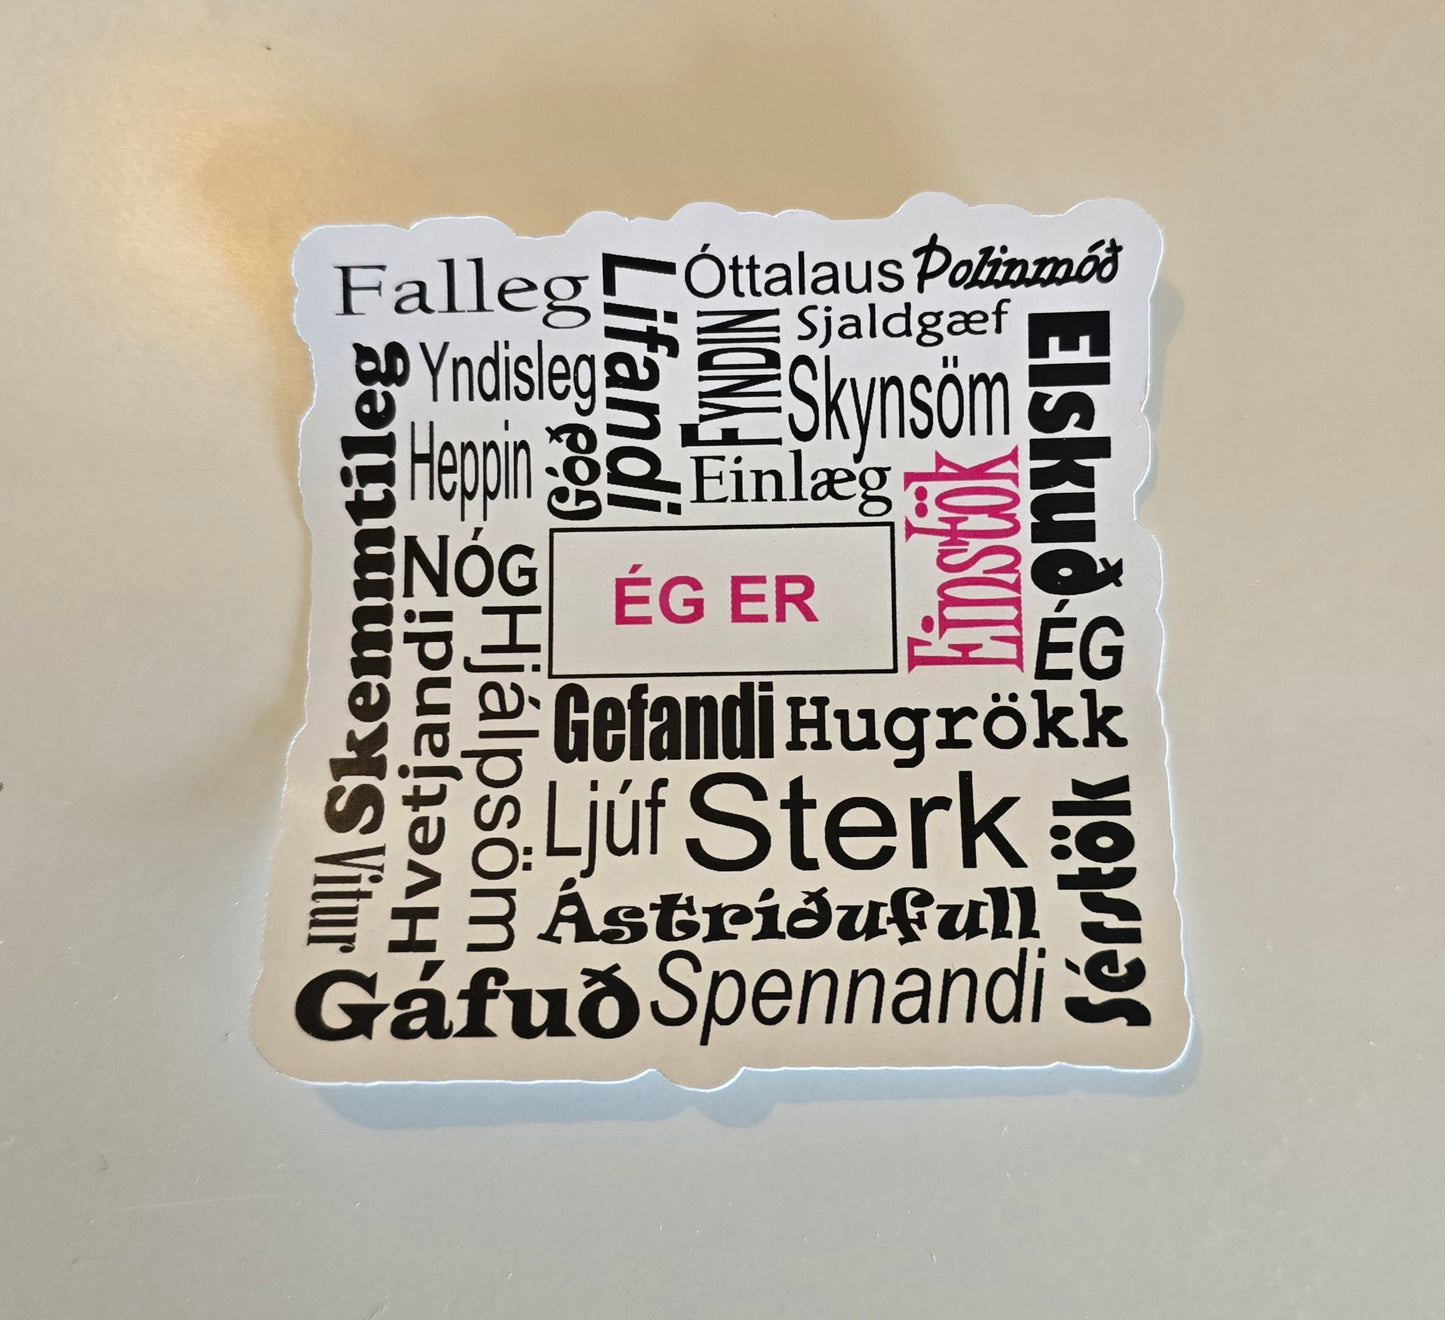 Falleg
Lifandi
Óttalaus
Þolinmóð
Sjaldgæf
FYNDIN
Skynsöm
Elskuð
Yndisleg
Skemmtileg
Heppin
Góð
Einlæg
Einstök
NÓG
ÉG ER
ÉG
Hvetjandi
Hjálpsöm
Gefandi
Hugrökk
Ljúf
Sterk
Sérstök
Vitur
Ástríðufull
Gáfuð
Spennandi